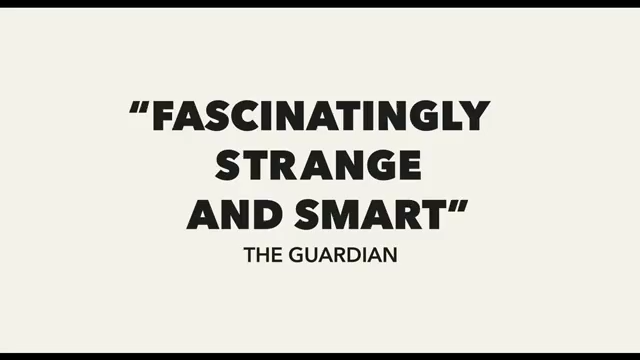 “FASCINATINGLY
STRANGE
AND SMART”
THE GUARDIAN